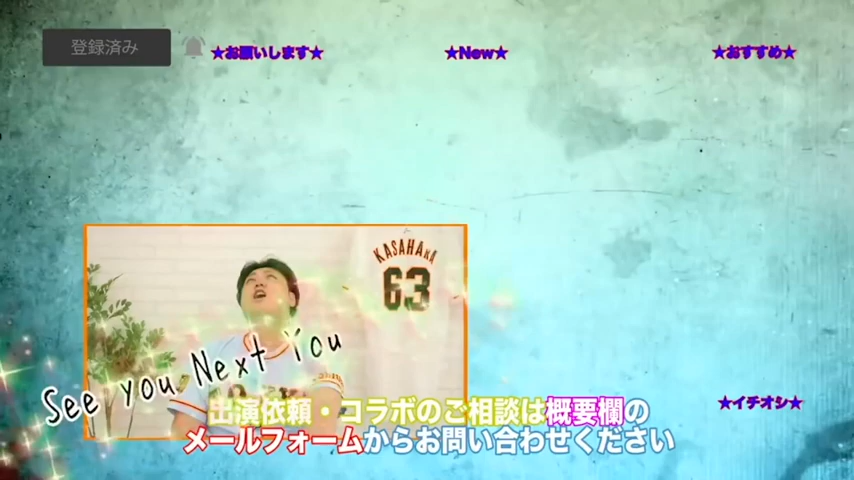 登録済み
★お願いします★
★New★
★おすすめ★
KASAHARA
63
See you Next You
出演依頼・コラボのご相談は概要欄の
メールフォームからお問い合わせください
★イチオシ★